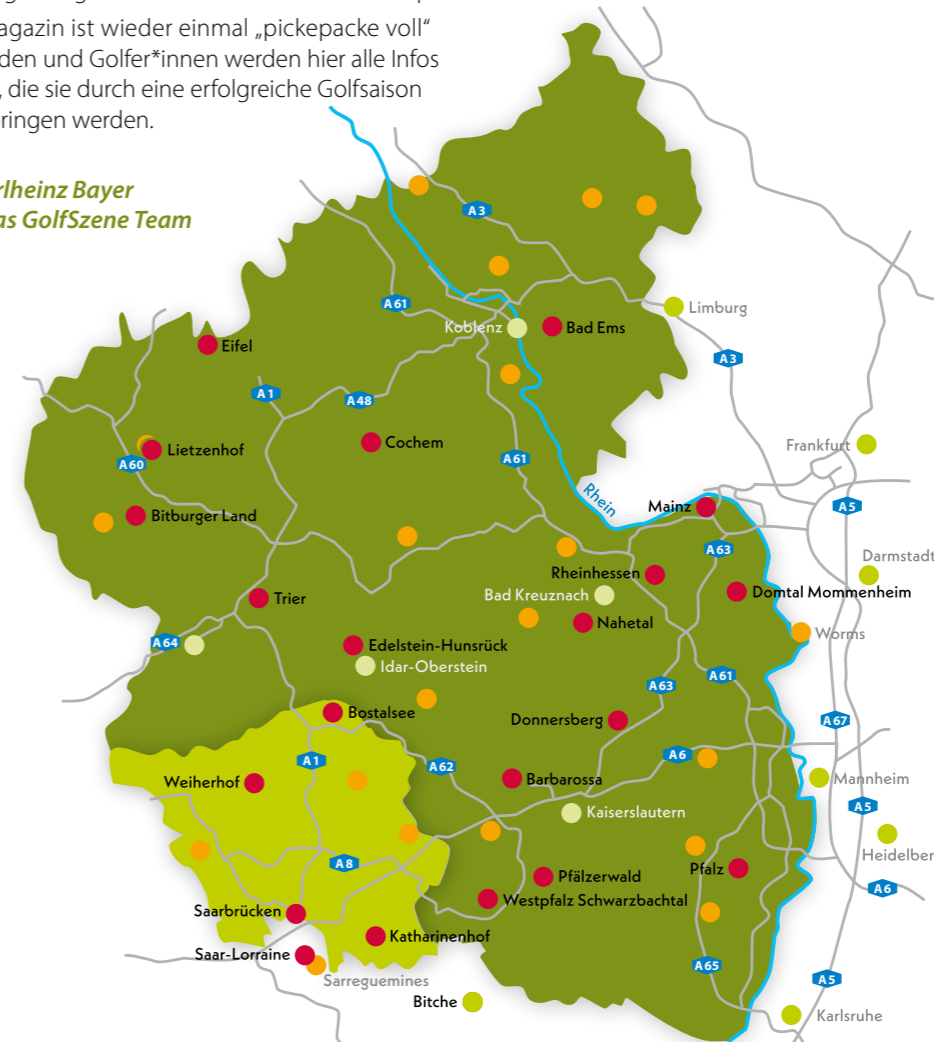 agazin ist wieder einmal „pickepacke voll“
den und Golfer*innen werden hier alle Infos
, die sie durch eine erfolgreiche Golfsaison
ringen werden.
rlheinz Bayer
as GolfSzene Team
A3
A61
Limburg
Koblenz
Bad Ems
Eifel
A3
A1
A48
Cochem
Frankfurt
Lietzenhof
A60
A61
Rhein
Mainz
A5
Bitburger Land
A63
Darmstadt
Rheinhessen
Bad Kreuznach
Domtal Mommenheim
Trier
Nahetal
Worms
A64
Edelstein-Hunsrück
Idar-Oberstein
A61
A63
Bostalsee
Donnersberg
A67
A1
A62
A6
Weiherhof
Barbarossa
Mannheim
A5
Kaiserslautern
Heidelber
A8
Pfälzerwald
Pfalz
A6
Westpfalz Schwarzbachtal
Saarbrücken
Katharinenhof
Saar-Lorraine
A65
Sarreguemines
A5
Bitche
Karlsruhe